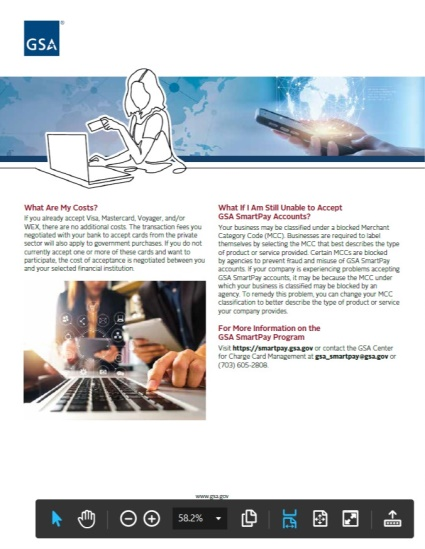 GSA
®
What Are My Costs?
If you already accept Visa, Mastercard, Voyager, and/or
WEX, there are no additional costs. The transaction fees you
negotiated with your bank to accept cards from the private
sector will also apply to government purchases. If you do not
currently accept one or more of these cards and want to
participate, the cost of acceptance is negotiated between you
and your selected financial institution.
What If I Am Still Unable to Accept
GSA SmartPay Accounts?
Your business may be classified under a blocked Merchant
Category Code (MCC). Businesses are required to label
themselves by selecting the MCC that best describes the type
of product or service provided. Certain MCCs are blocked
by agencies to prevent fraud and misuse of GSA SmartPay
accounts. If your company is experiencing problems accepting
GSA SmartPay accounts, it may be because the MCC under
which your business is classified may be blocked by an
agency. To remedy this problem, you can change your MCC
classification to better describe the type of product or service
your company provides.
For More Information on the
GSA SmartPay Program
Visit https://smartpay.gsa.gov or contact the GSA Center
for Charge Card Management at gsa_smartpay@gsa.gov or
(703) 605-2808.
www.gsa.gov
58.2%